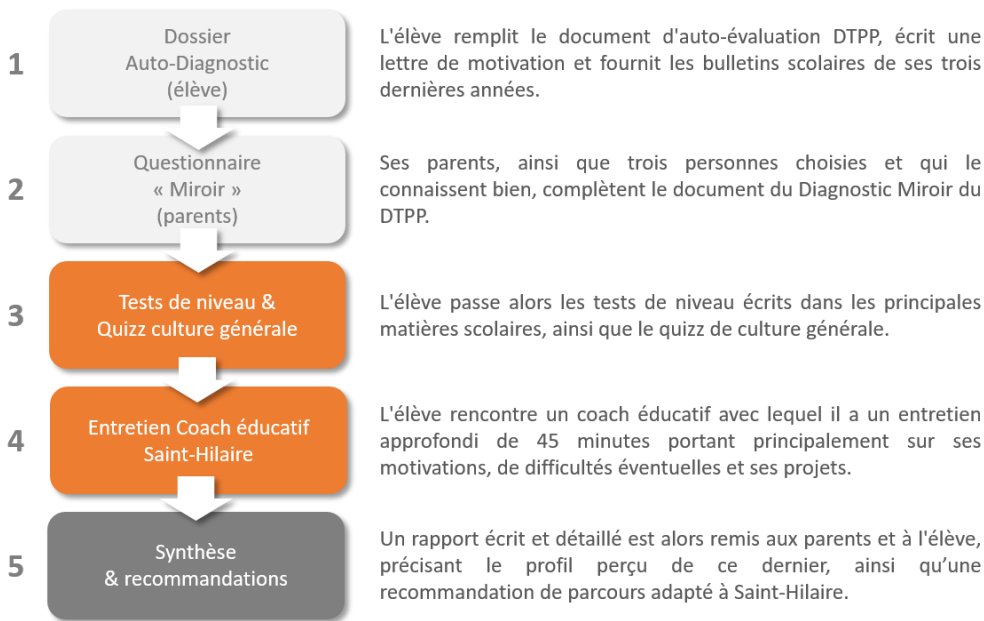 1
Dossier
Auto-Diagnostic
(élève)
L'élève remplit le document d'auto-évaluation DTPP, écrit une
lettre de motivation et fournit les bulletins scolaires de ses trois
dernières années.
2
Questionnaire
« Miroir »
(parents)
Ses parents, ainsi que trois personnes choisies et qui le
connaissent bien, complètent le document du Diagnostic Miroir du
DTPP.
3
Tests de niveau &
Quizz culture générale
L'élève passe alors les tests de niveau écrits dans les principales
matières scolaires, ainsi que le quizz de culture générale.
4
Entretien Coach éducatif
Saint-Hilaire
L'élève rencontre un coach éducatif avec lequel il a un entretien
approfondi de 45 minutes portant principalement sur ses
motivations, de difficultés éventuelles et ses projets.
5
Synthèse
& recommandations
Un rapport écrit et détaillé est alors remis aux parents et à l'élève,
précisant le profil perçu de ce dernier, ainsi qu’une
recommandation de parcours adapté à Saint-Hilaire.